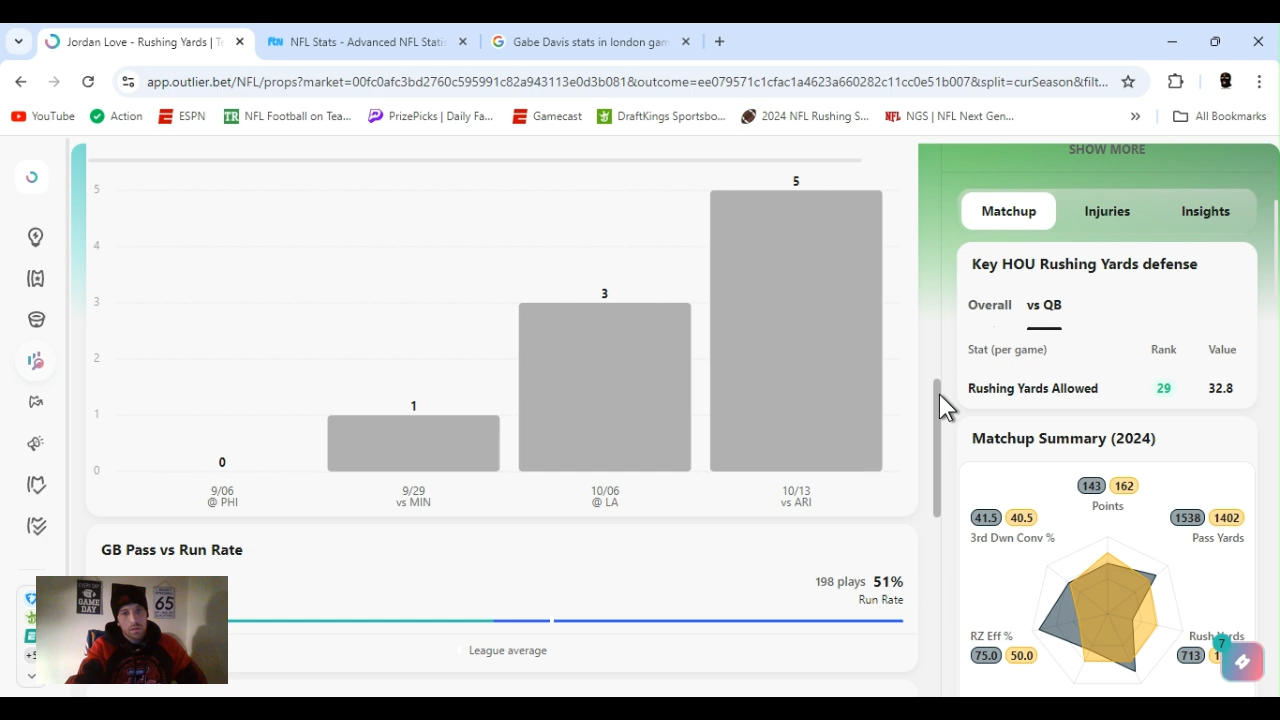 Jordan Love - Rushing Yards | T
NFL Stats - Advanced NFL Stati
Gabe Davis stats in london gam
app.outlier.bet/NFL/props?market=00fc0afc3bd2760c595991c82a943113e0d3b081&outcome=ee079571c1cfac1a4623a660282c11cc0e51b007&split=curSeason&filt...
YouTube
Action
ESPN
NFL Football on Tea...
PrizePicks | Daily Fa...
Gamecast
DraftKings Sportsbo...
2024 NFL Rushing S...
NGS | NFL Next Gen...
All Bookmarks
SHOW MORE
5
5
4
3
3
2
1
1
0
0
9/06
@ PHI
9/29
vs MIN
10/06
@ LA
10/13
vs ARI
GB Pass vs Run Rate
198 plays 51%
Run Rate
League average
Matchup
Injuries
Insights
Key HOU Rushing Yards defense
Overall vs QB
Stat (per game) Rank Value
Rushing Yards Allowed 29 32.8
Matchup Summary (2024)
143 162
Points
41.5 40.5
3rd Dwn Conv %
1538 1402
Pass Yards
RZ Eff %
75.0 50.0
Rush Yards
713 1
7
EVERY DAY
GAME
DAY
65